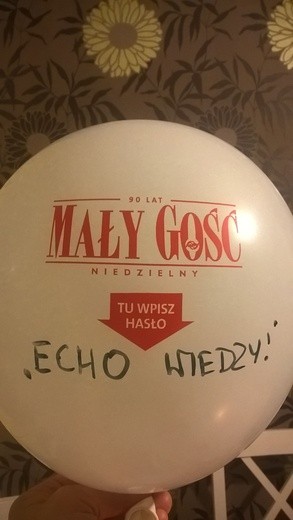 90 LAT
MAŁY GOŚĆ
NIEDZIELNY
TU WPISZ
HASŁO
„ECHO WIEDZY!"